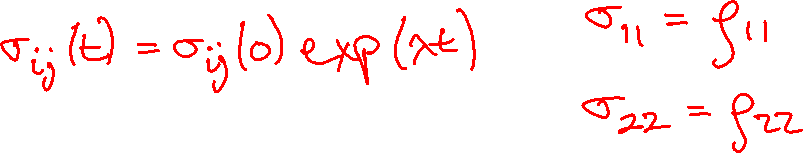 σᵢⱼ(t) = σᵢⱼ(0) exp(λt)
σ₁₁ = ρ₁₁
σ₂₂ = ρ₂₂